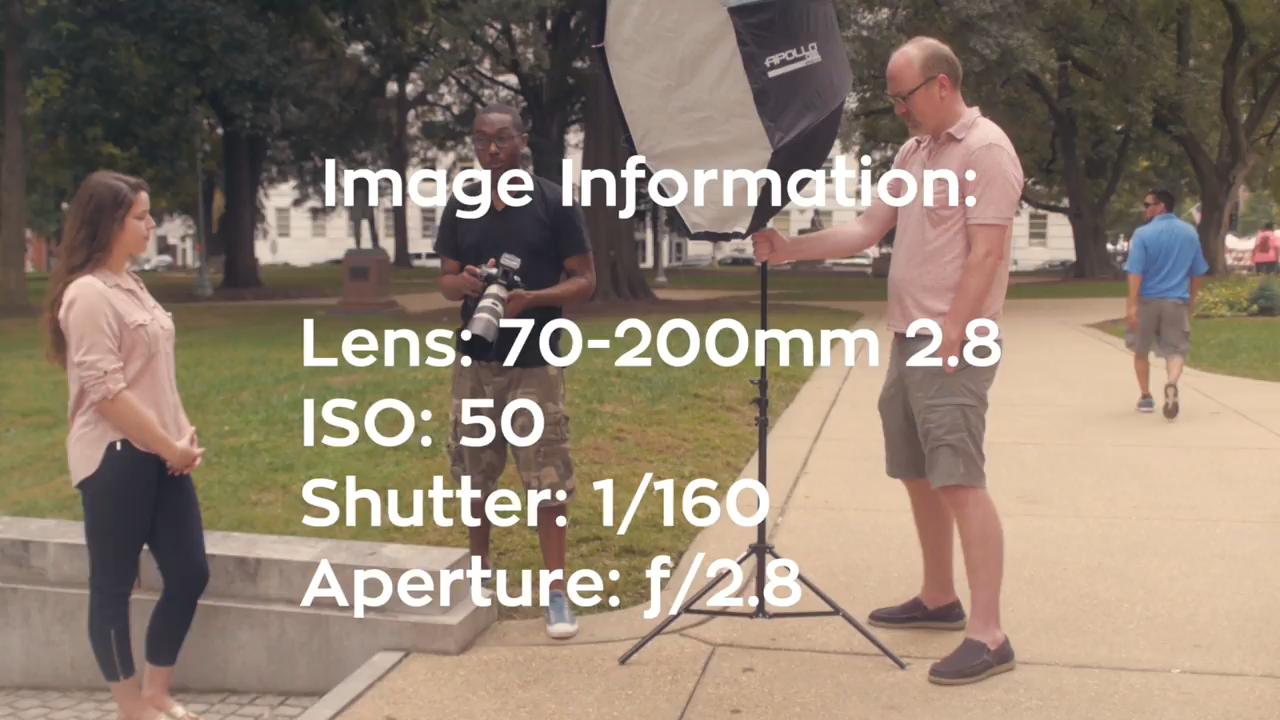 APOLLO
Image Information:
Lens: 70-200mm 2.8
ISO: 50
Shutter: 1/160
Aperture: ƒ/2.8